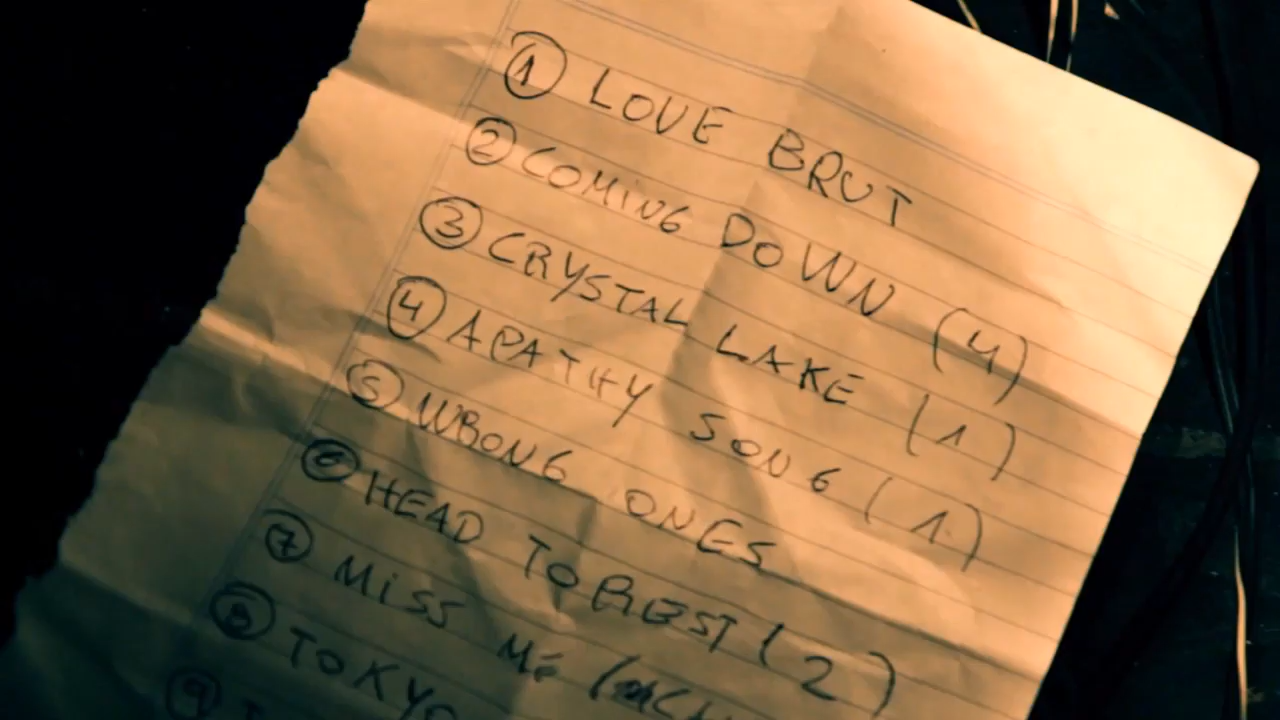 1 LOVE BRUT
2 COMING DOWN (4)
3 CRYSTAL LAKE (1)
4 APATHY SONG (1)
5 WRONG ONES
6 HEAD TO REST (2)
7 MISS ME
8 TOKYO
9